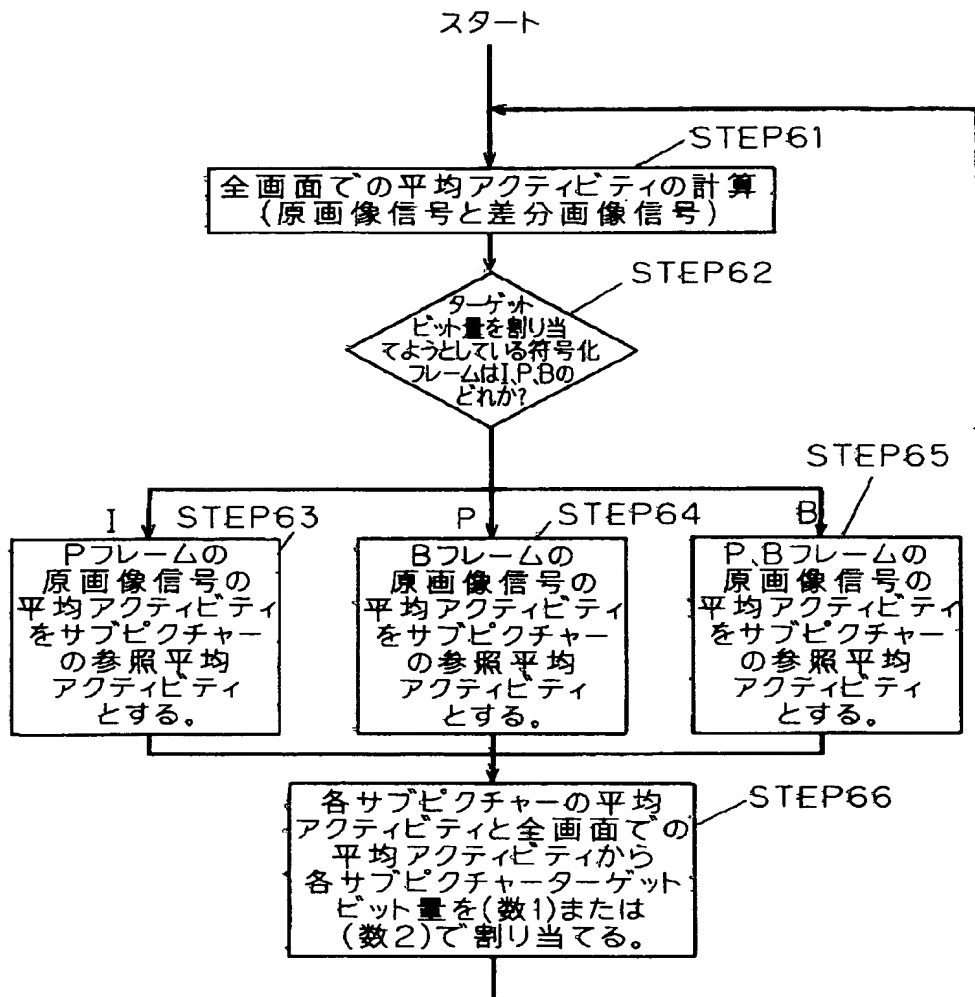 スタート
STEP61
全画面での平均アクティビティの計算
(原画像信号と差分画像信号)
STEP62
ターゲット
ビット量を割り当
てようとしている符号化
フレームはI、P、Bの
どれか?
I
STEP63
Pフレームの
原画像信号の
平均アクティビティ
をサブピクチャー
の参照平均
アクティビティ
とする。
P
STEP64
Bフレームの
原画像信号の
平均アクティビティ
をサブピクチャー
の参照平均
アクティビティ
とする。
B
STEP65
P、Bフレームの
原画像信号の
平均アクティビティ
をサブピクチャー
の参照平均
アクティビティ
とする。
STEP66
各サブピクチャーの平均
アクティビティと全画面での
平均アクティビティから
各サブピクチャーターゲット
ビット量を(数1)または
(数2)で割り当てる。